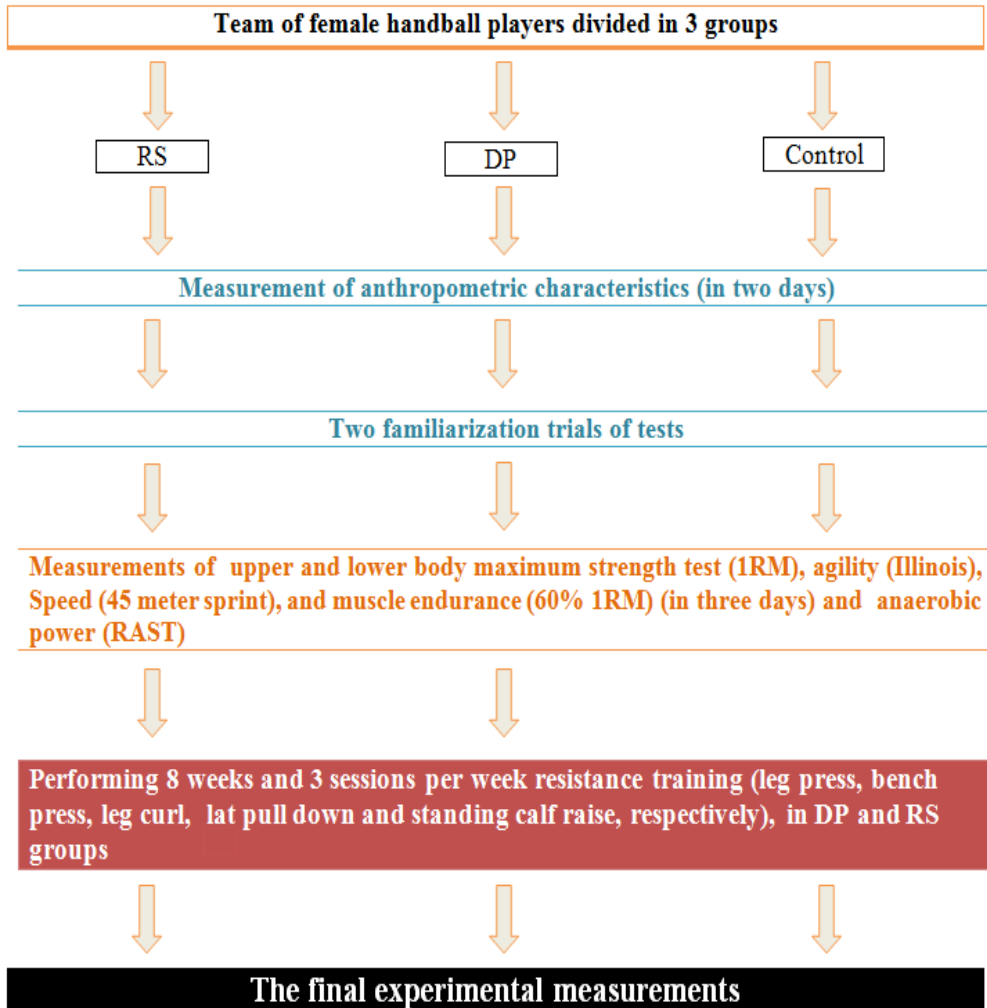 Team of female handball players divided in 3 groups
RS
DP
Control
Measurement of anthropometric characteristics (in two days)
Two familiarization trials of tests
Measurements of upper and lower body maximum strength test (1RM), agility (Illinois),
Speed (45 meter sprint), and muscle endurance (60% 1RM) (in three days) and anaerobic
power (RAST)
Performing 8 weeks and 3 sessions per week resistance training (leg press, bench
press, leg curl, lat pull down and standing calf raise, respectively), in DP and RS
groups
The final experimental measurements